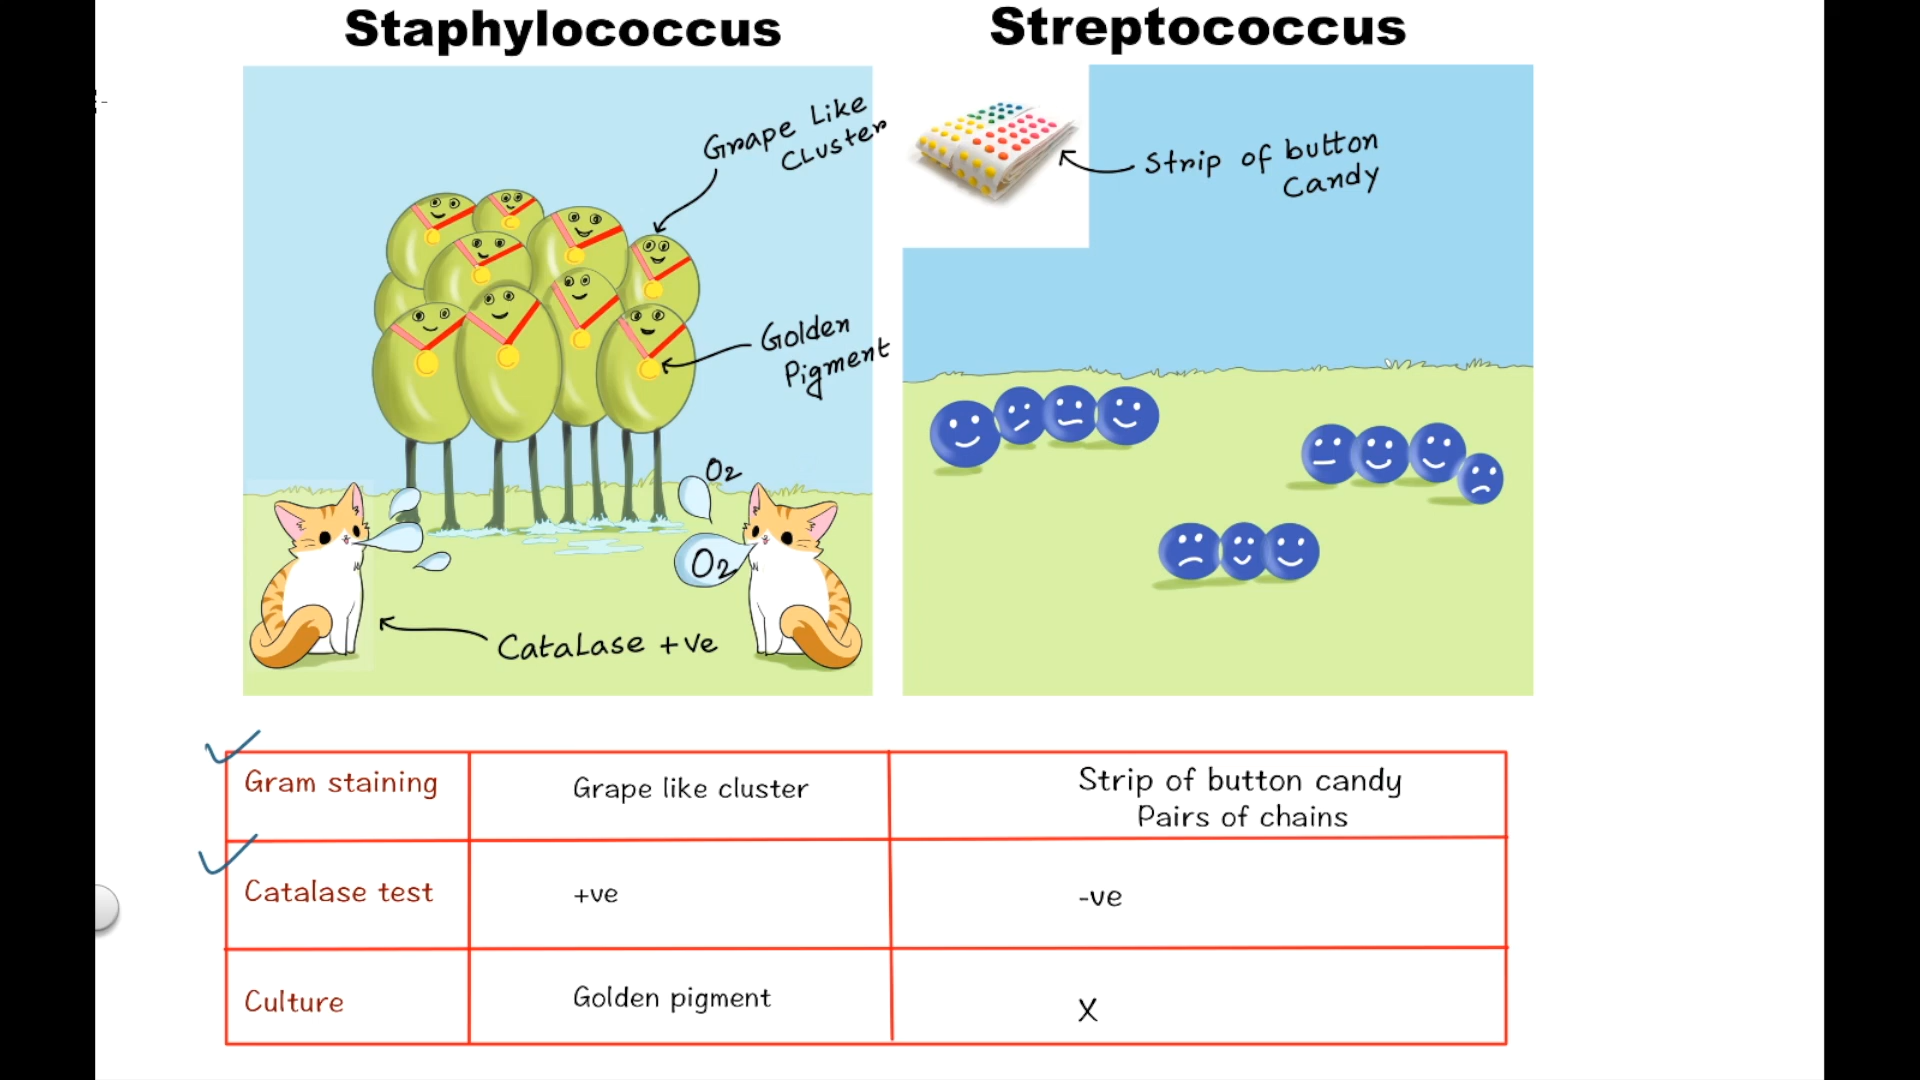 Staphylococcus
Streptococcus
Grape Like
Cluster
Golden
Pigment
O2
O2
Catalase +ve
Strip of button
Candy
Gram staining
Grape like cluster
Strip of button candy
Pairs of chains
Catalase test
+ve
-ve
Culture
Golden pigment
X